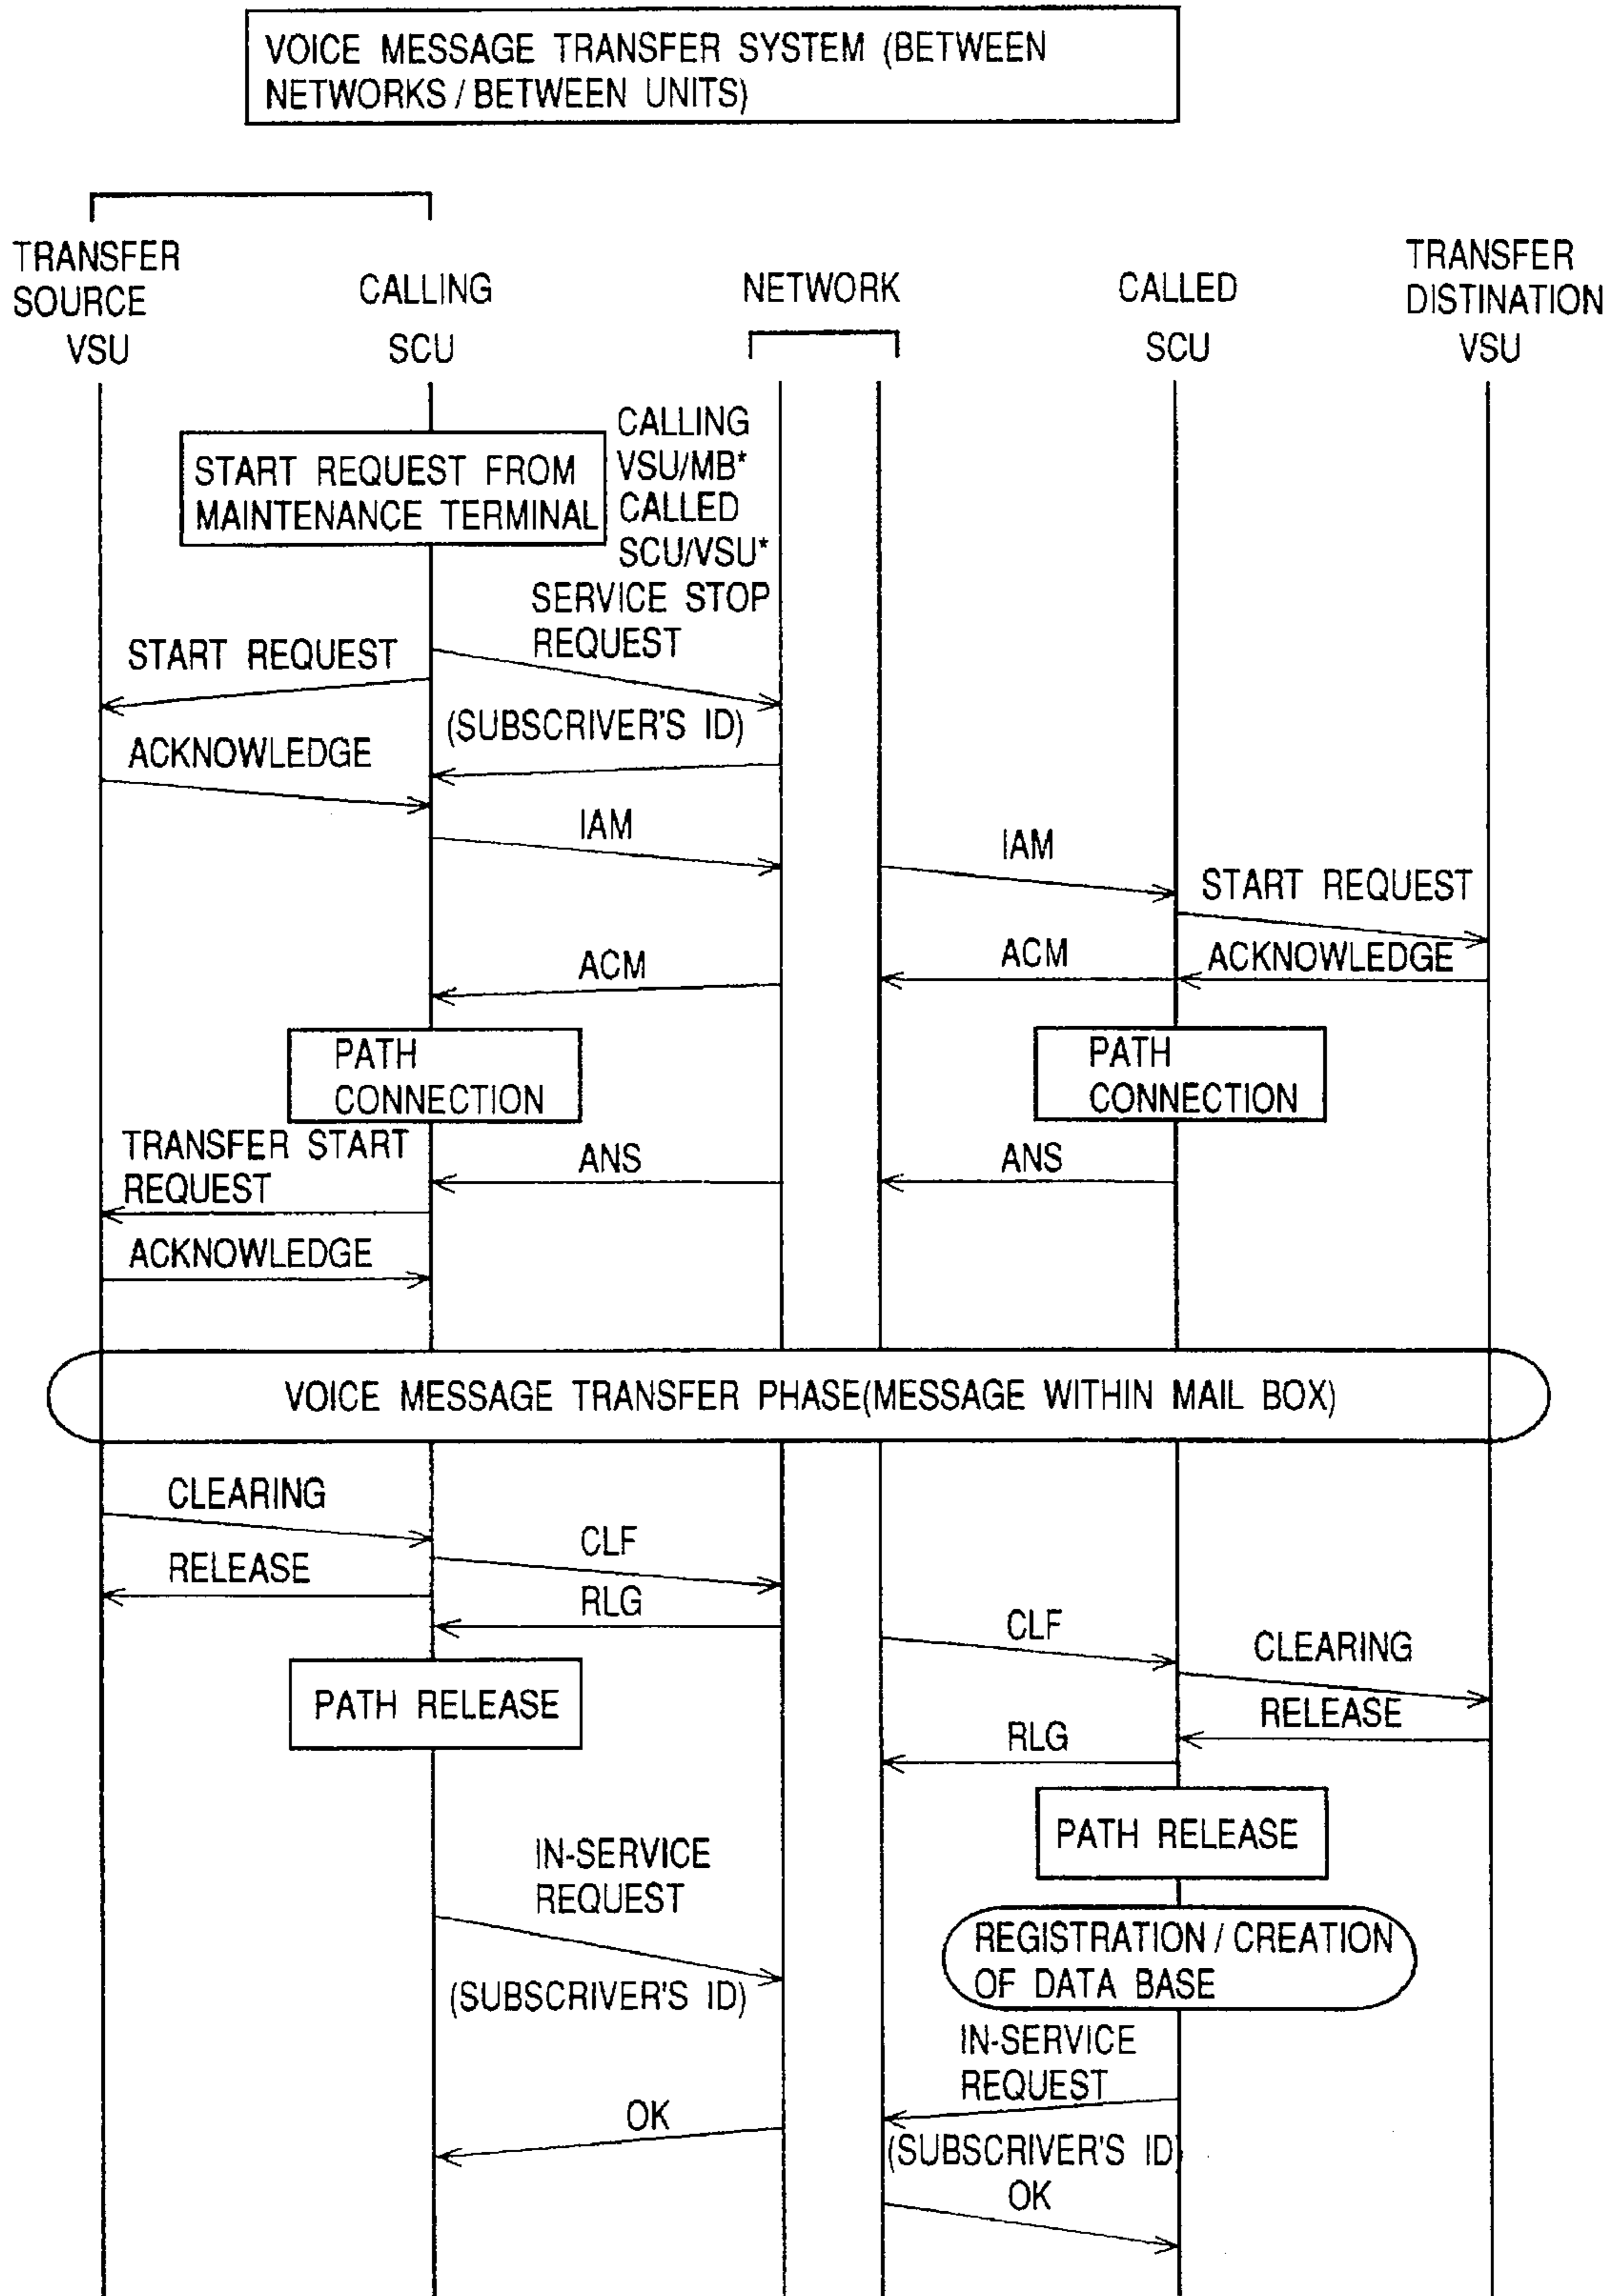 VOICE MESSAGE TRANSFER SYSTEM (BETWEEN
NETWORKS / BETWEEN UNITS)
TRANSFER
SOURCE
VSU
CALLING
SCU
NETWORK
CALLED
SCU
TRANSFER
DISTINATION
VSU
START REQUEST FROM
MAINTENANCE TERMINAL
CALLING
VSU/MB*
CALLED
SCU/VSU*
SERVICE STOP
REQUEST
START REQUEST
(SUBSCRIVER'S ID)
ACKNOWLEDGE
IAM
IAM
START REQUEST
ACM
ACM
ACKNOWLEDGE
PATH
CONNECTION
PATH
CONNECTION
TRANSFER START
REQUEST
ANS
ANS
ACKNOWLEDGE
VOICE MESSAGE TRANSFER PHASE(MESSAGE WITHIN MAIL BOX)
CLEARING
CLF
RELEASE
RLG
CLF
CLEARING
PATH RELEASE
RELEASE
RLG
PATH RELEASE
IN-SERVICE
REQUEST
(SUBSCRIVER'S ID)
REGISTRATION / CREATION
OF DATA BASE
IN-SERVICE
REQUEST
OK
(SUBSCRIVER'S ID)
OK